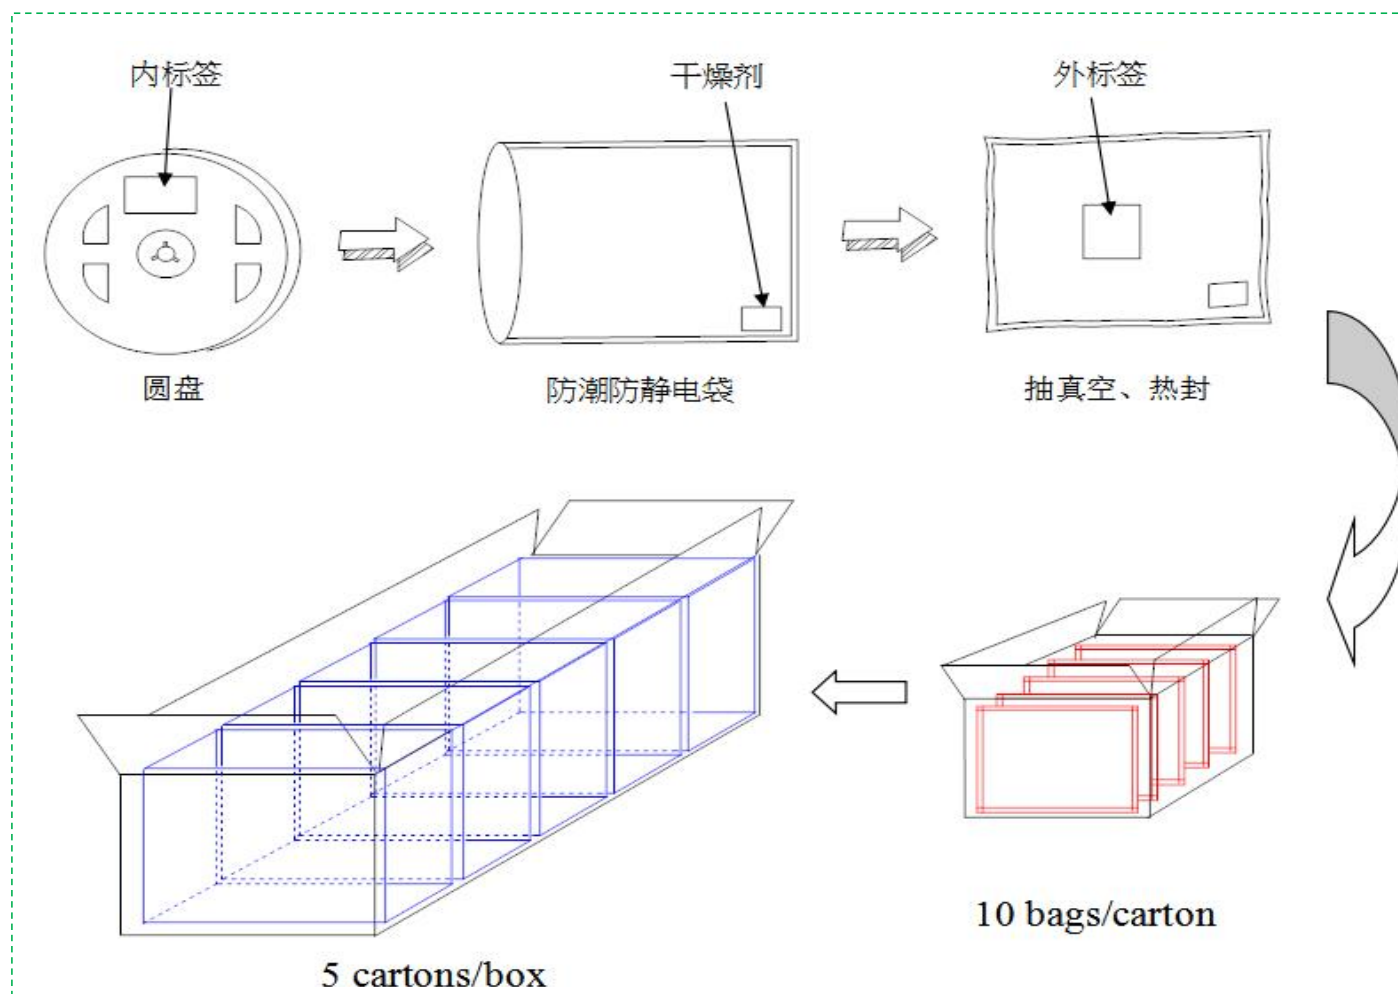 内标签
干燥剂
外标签
圆盘
防潮防静电袋
抽真空、热封
10 bags/carton
5 cartons/box